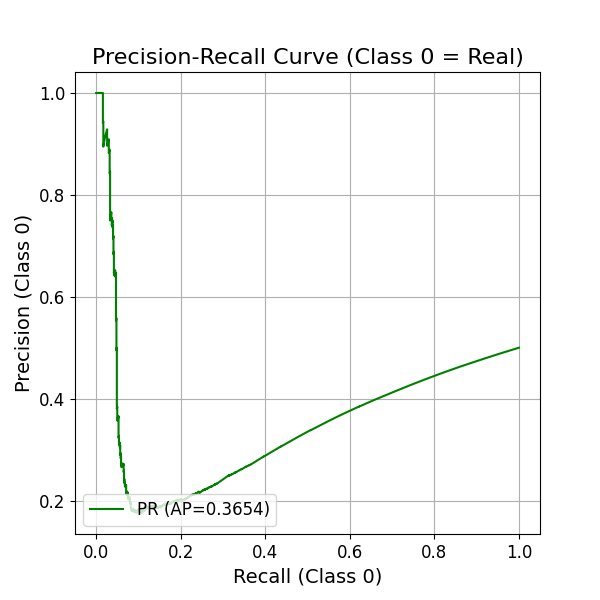 Precision-Recall Curve (Class 0 = Real)
Precision (Class 0)
1.0
0.8
0.6
0.4
0.2
PR (AP=0.3654)
0.0 0.2 0.4 0.6 0.8 1.0
Recall (Class 0)